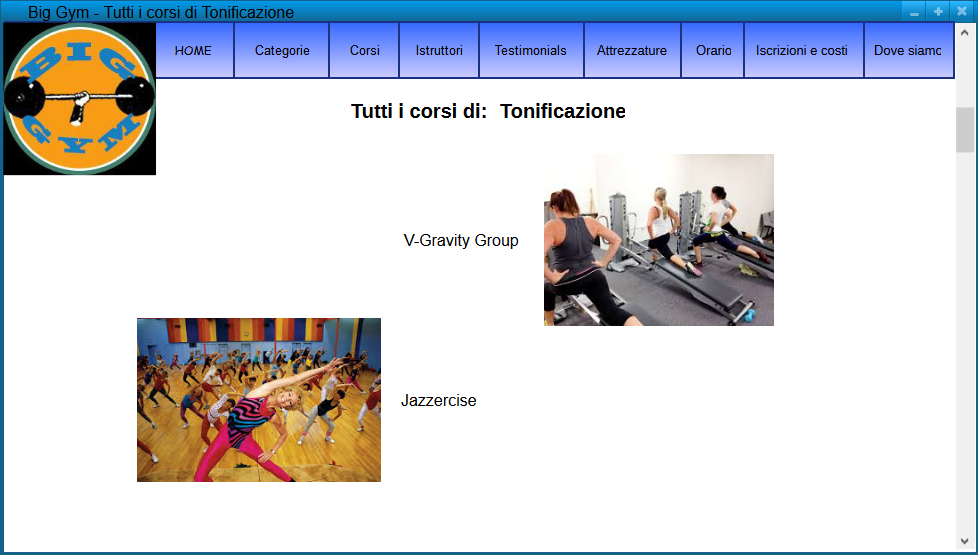 Big Gym - Tutti i corsi di Tonificazione
BIG
GYM
HOME
Categorie
Corsi
Istruttori
Testimonials
Attrezzature
Orario
Iscrizioni e costi
Dove siamo
Tutti i corsi di: Tonificazione
V-Gravity Group
Jazzercise